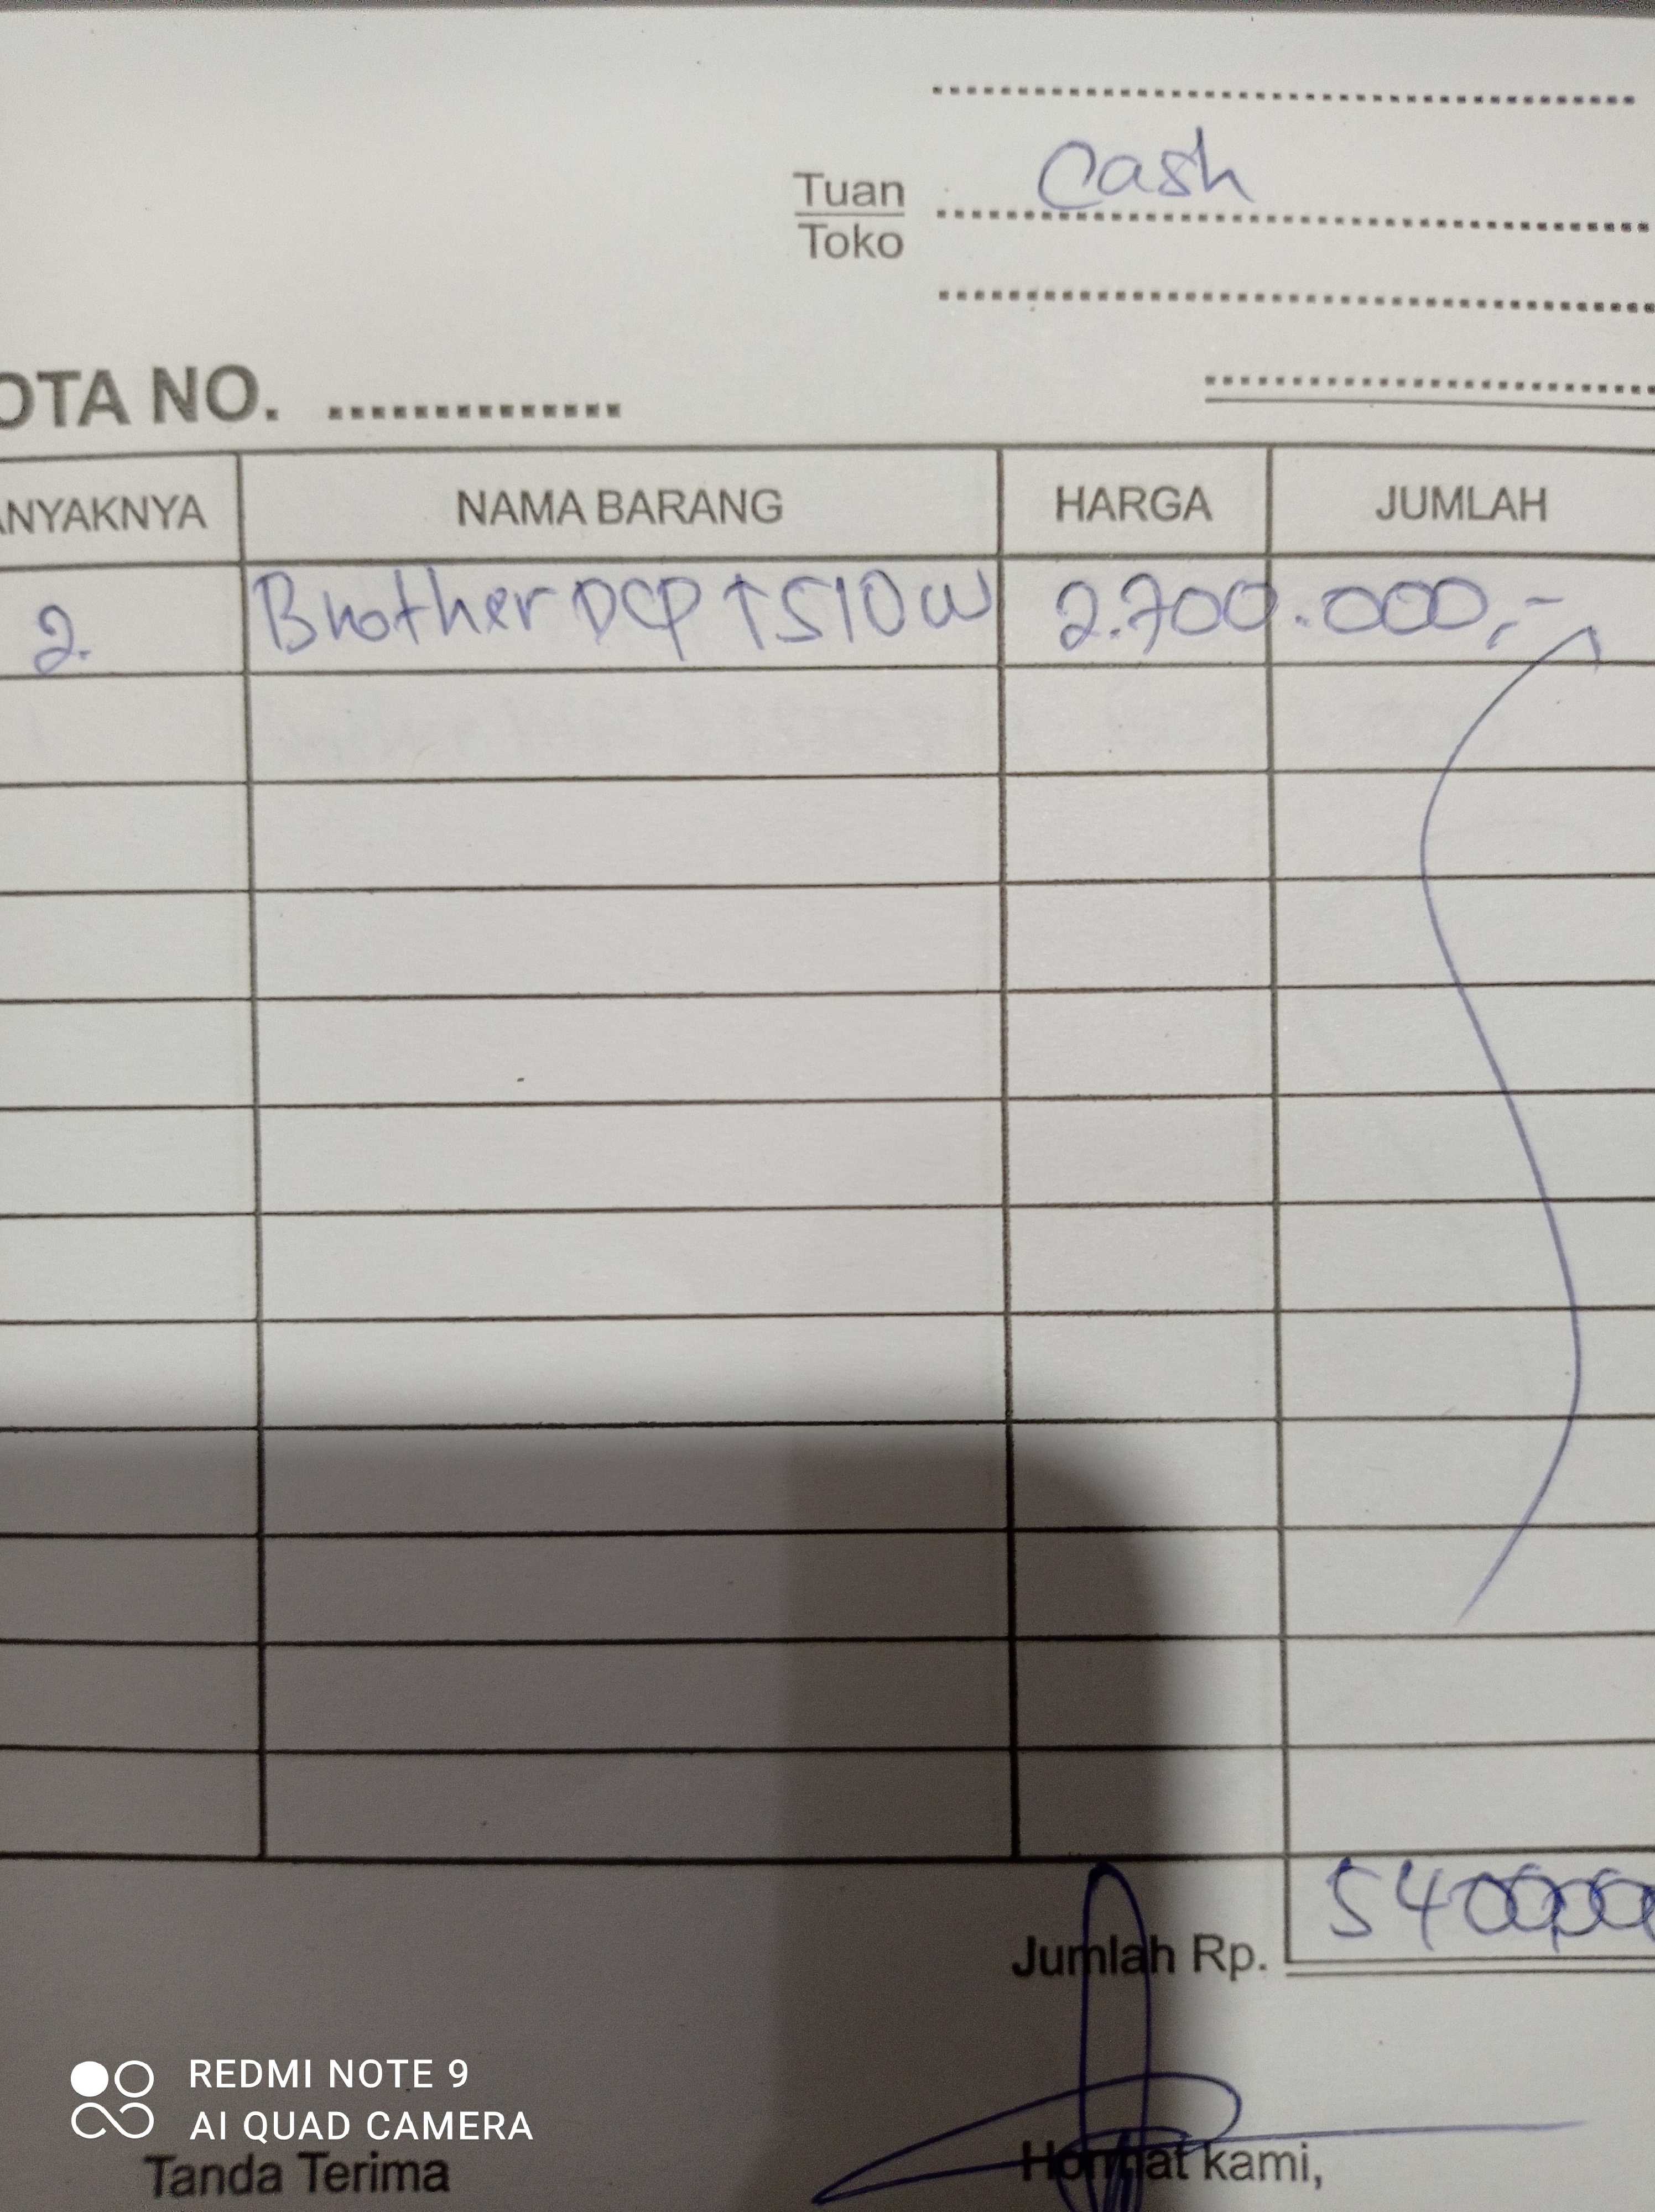 Cash
Tuan
Toko
OTA NO. ..............
ANYAKNYA NAMA BARANG HARGA JUMLAH
2. Brother DCP T510W 2.700.000,-
Jumlah Rp. 540000
REDMI NOTE 9
AI QUAD CAMERA
Tanda Terima Hormat kami,